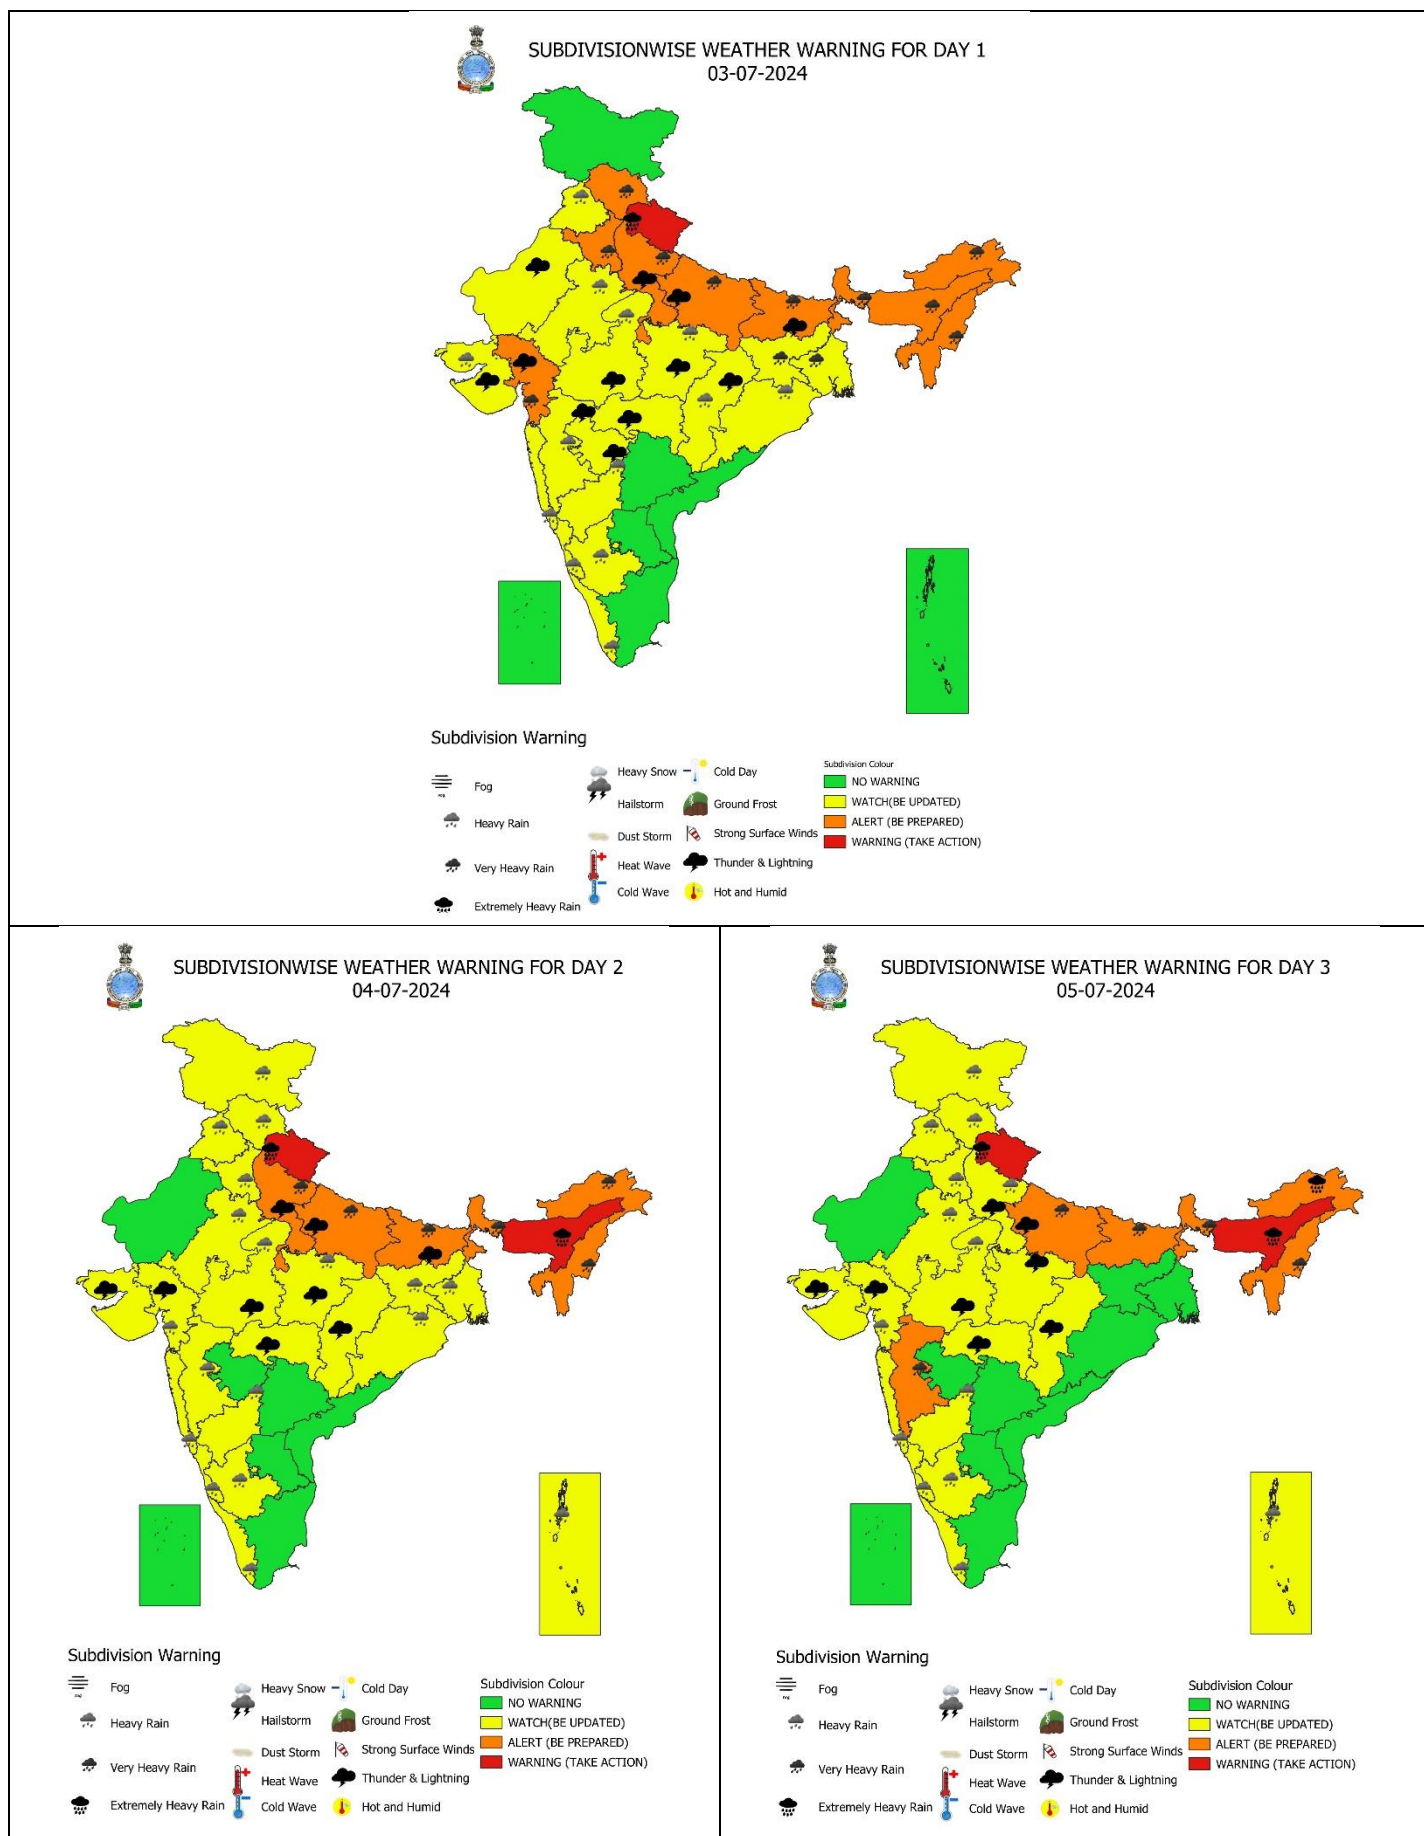 SUBDIVISIONWISE WEATHER WARNING FOR DAY 1
03-07-2024
Subdivision Warning
Fog
Heavy Rain
Very Heavy Rain
Extremely Heavy Rain
Heavy Snow
Hailstorm
Dust Storm
Heat Wave
Cold Wave
Cold Day
Ground Frost
Strong Surface Winds
Thunder & Lightning
Hot and Humid
Subdivision Colour
NO WARNING
WATCH(BE UPDATED)
ALERT (BE PREPARED)
WARNING (TAKE ACTION)
SUBDIVISIONWISE WEATHER WARNING FOR DAY 2
04-07-2024
Subdivision Warning
Fog
Heavy Rain
Very Heavy Rain
Extremely Heavy Rain
Heavy Snow
Hailstorm
Dust Storm
Heat Wave
Cold Wave
Cold Day
Ground Frost
Strong Surface Winds
Thunder & Lightning
Hot and Humid
Subdivision Colour
NO WARNING
WATCH(BE UPDATED)
ALERT (BE PREPARED)
WARNING (TAKE ACTION)
SUBDIVISIONWISE WEATHER WARNING FOR DAY 3
05-07-2024
Subdivision Warning
Fog
Heavy Rain
Very Heavy Rain
Extremely Heavy Rain
Heavy Snow
Hailstorm
Dust Storm
Heat Wave
Cold Wave
Cold Day
Ground Frost
Strong Surface Winds
Thunder & Lightning
Hot and Humid
Subdivision Colour
NO WARNING
WATCH(BE UPDATED)
ALERT (BE PREPARED)
WARNING (TAKE ACTION)